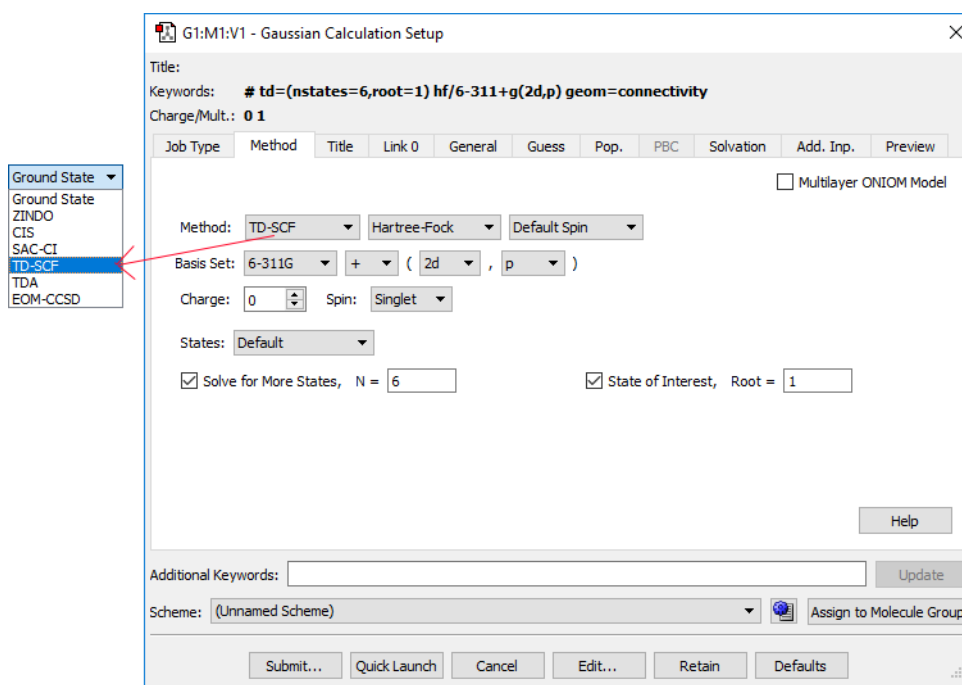 G1:M1:V1 - Gaussian Calculation Setup
Title:
Keywords: # td=(nstates=6,root=1) hf/6-311+g(2d,p) geom=connectivity
Charge/Mult.: 0 1
Job Type Method Title Link 0 General Guess Pop. PBC Solvation Add. Inp. Preview
Multilayer ONIOM Model
Ground State
Ground State
ZINDO
CIS
SAC-CI
TD-SCF
TDA
EOM-CCSD
Method: TD-SCF Hartree-Fock Default Spin
Basis Set: 6-311G + ( 2d , p )
Charge: 0 Spin: Singlet
States: Default
Solve for More States, N = 6 State of Interest, Root = 1
Help
Additional Keywords: Update
Scheme: (Unnamed Scheme) Assign to Molecule Group
Submit... Quick Launch Cancel Edit... Retain Defaults